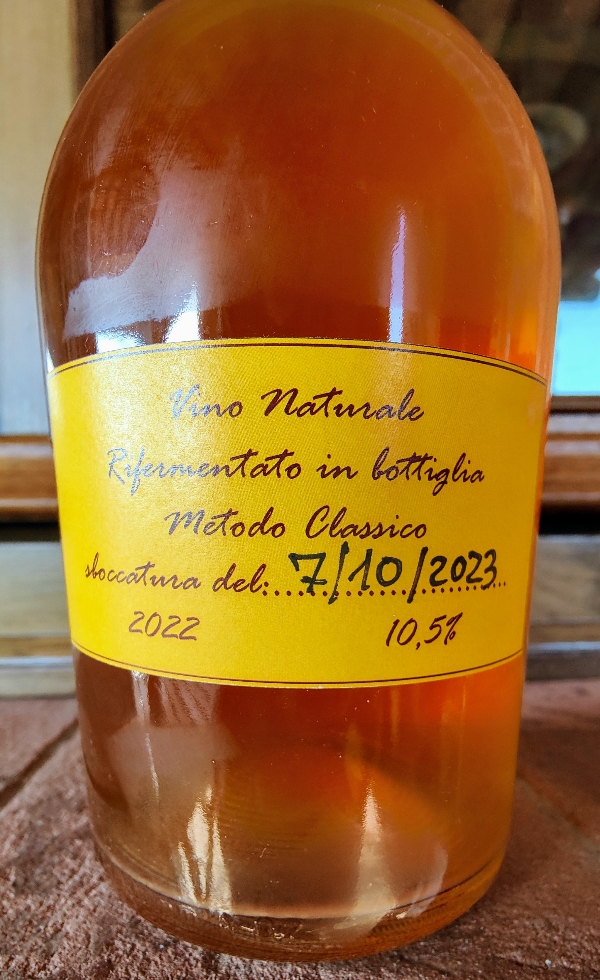 Vino Naturale
Rifermentato in bottiglia
Metodo Classico
sboccatura del:..7/10/2023..
2022 10,5%